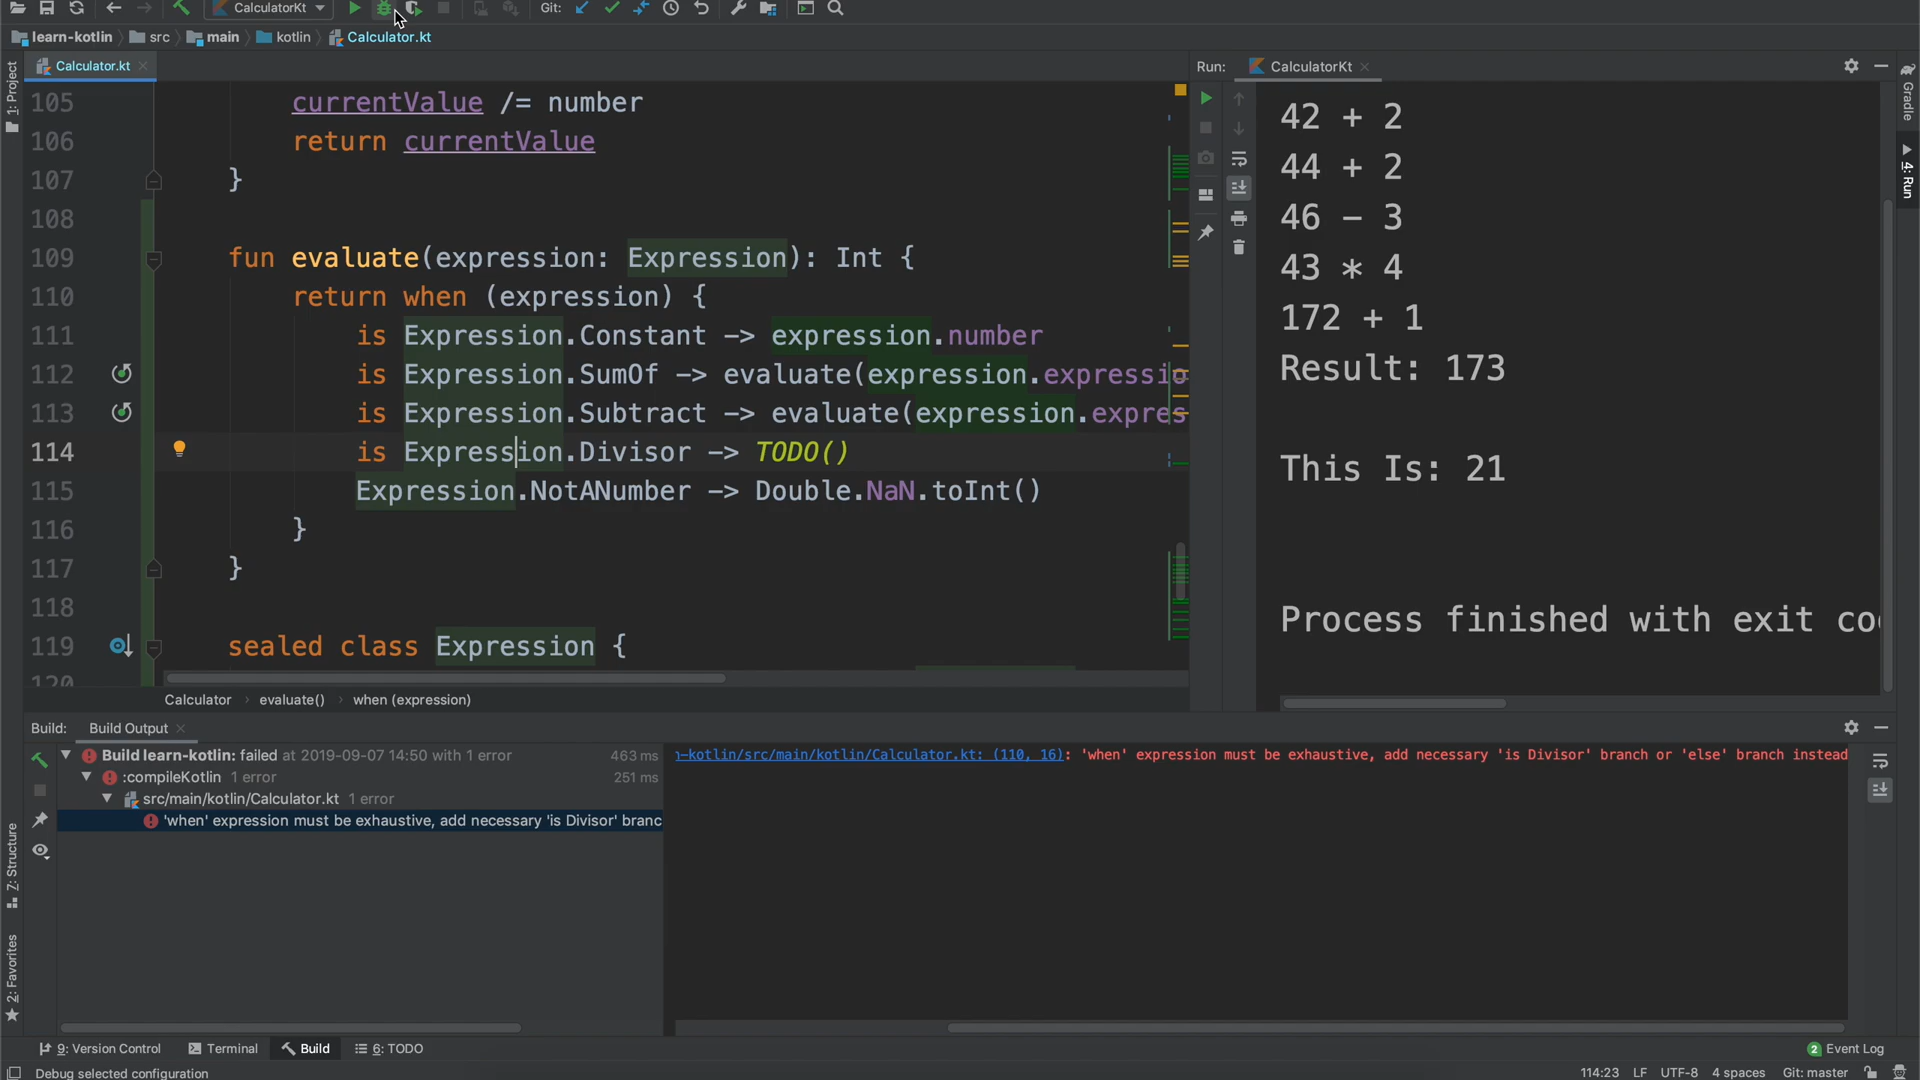 CalculatorKt
Git:
learn-kotlin
src
main
kotlin
Calculator.kt
1: Project
Calculator.kt
105 currentValue /= number
106 return currentValue
107 }
108
109 fun evaluate(expression: Expression): Int {
110 return when (expression) {
111 is Expression.Constant -> expression.number
112 is Expression.SumOf -> evaluate(expression.expressio
113 is Expression.Subtract -> evaluate(expression.expres
114 is Expression.Divisor -> TODO()
115 Expression.NotANumber -> Double.NaN.toInt()
116 }
117 }
118
119 sealed class Expression {
120
Calculator
evaluate()
when (expression)
Run:
CalculatorKt
42 + 2
44 + 2
46 - 3
43 * 4
172 + 1
Result: 173
This Is: 21
Process finished with exit co
Gradle
4: Run
Build:
Build Output
Build learn-kotlin: failed at 2019-09-07 14:50 with 1 error 463 ms
:compileKotlin 1 error 251 ms
src/main/kotlin/Calculator.kt 1 error
'when' expression must be exhaustive, add necessary 'is Divisor' branc
-kotlin/src/main/kotlin/Calculator.kt: (110, 16): 'when' expression must be exhaustive, add necessary 'is Divisor' branch or 'else' branch instead
Z: Structure
2: Favorites
9: Version Control
Terminal
Build
6: TODO
2 Event Log
Debug selected configuration
114:23 LF UTF-8 4 spaces Git: master